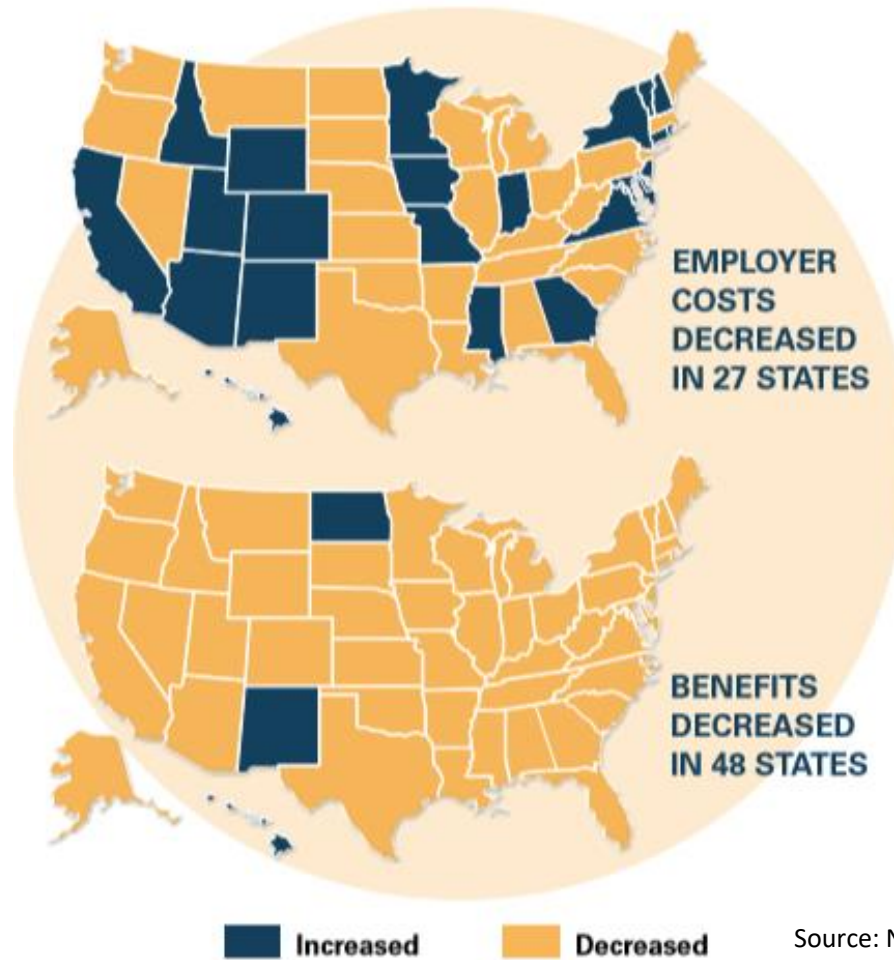 EMPLOYER
COSTS
DECREASED
IN 27 STATES
BENEFITS
DECREASED
IN 48 STATES
Increased
Decreased
Source: N